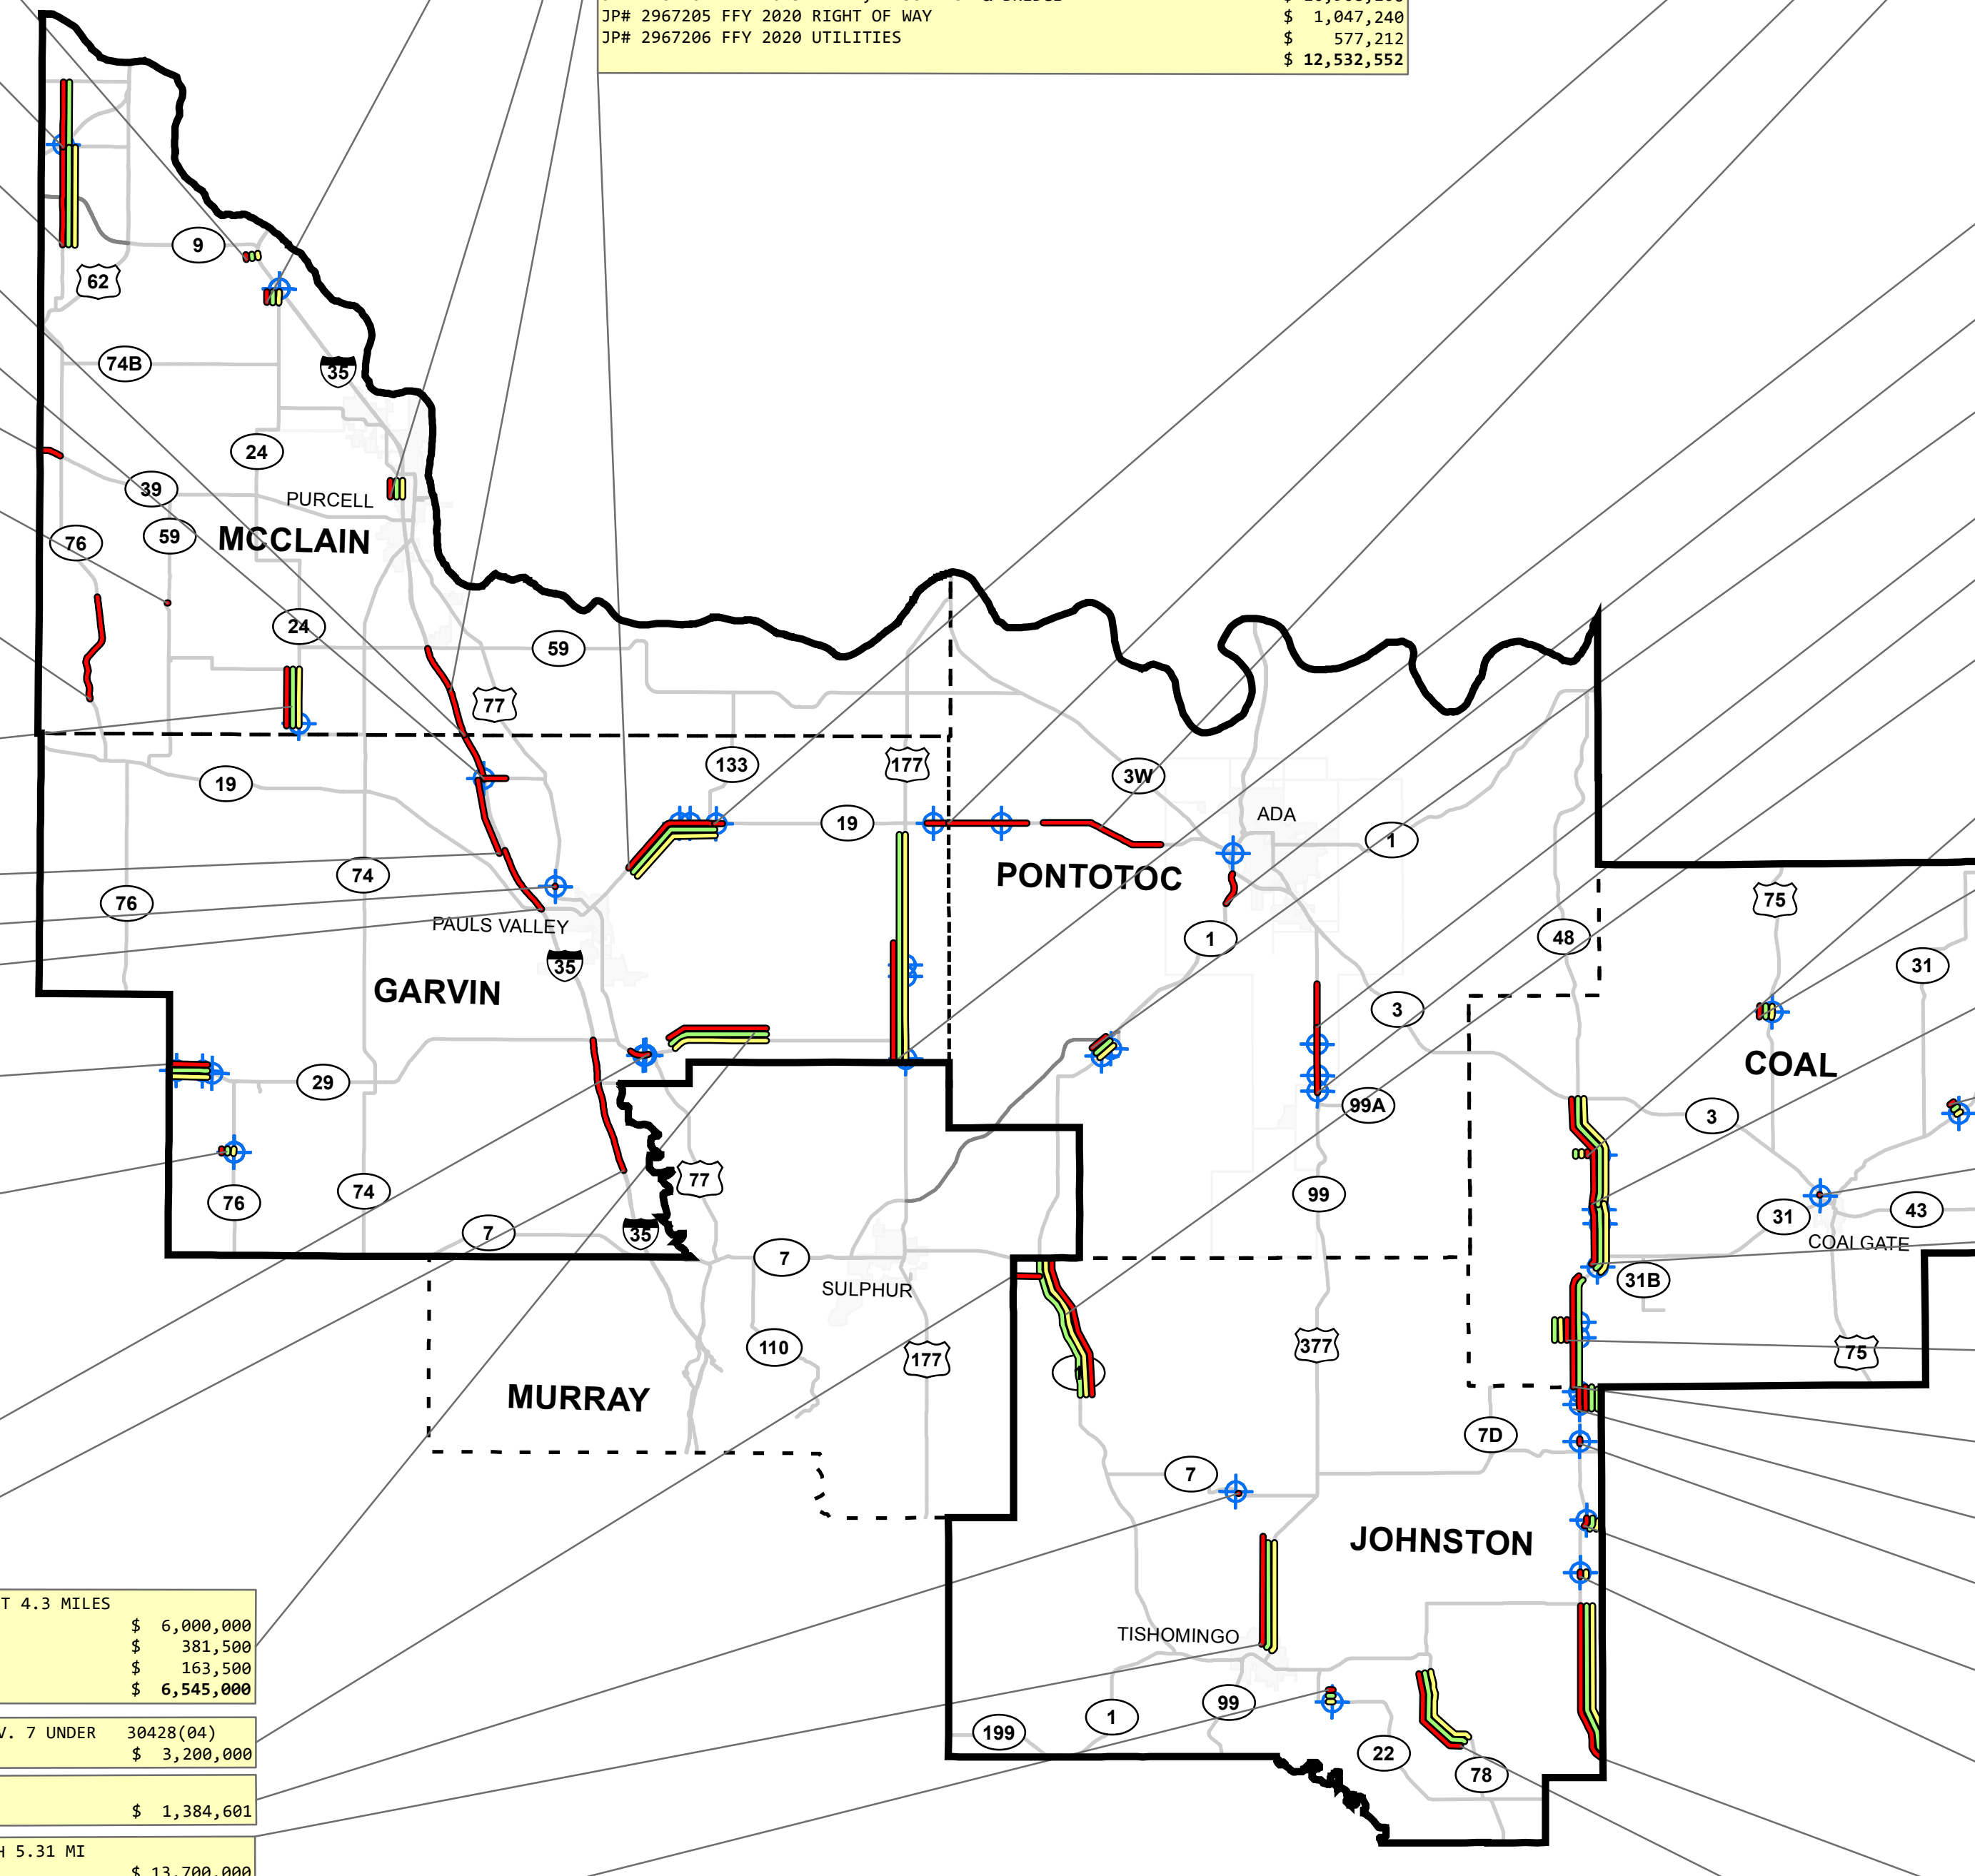 JP# 2967205 FFY 2020 RIGHT OF WAY $ 1,047,240
JP# 2967206 FFY 2020 UTILITIES $ 577,212
$ 12,532,552
9
62
74B
35
24
39
PURCELL
76
59
MCCLAIN
24
59
77
133
177
3W
19
ADA
19
1
74
PONTOTOC
75
76
PAULS VALLEY
1
48
35
31
GARVIN
3
COAL
29
99A
3
77
76
74
99
31
43
7
35
COALGATE
7
31B
SULPHUR
110
177
377
75
MURRAY
7D
7
JOHNSTON
T 4.3 MILES
$ 6,000,000
$ 381,500
$ 163,500
$ 6,545,000
TISHOMINGO
99
1
199
22
78
V. 7 UNDER 30428(04)
$ 3,200,000
$ 1,384,601
H 5.31 MI
$ 13,700,000